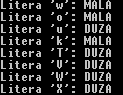 Litera 'w': MALA
Litera 'o': MALA
Litera 'u': DUZA
Litera 'k': MALA
Litera 'T': DUZA
Litera 'V': DUZA
Litera 'W': DUZA
Litera 'X': DUZA